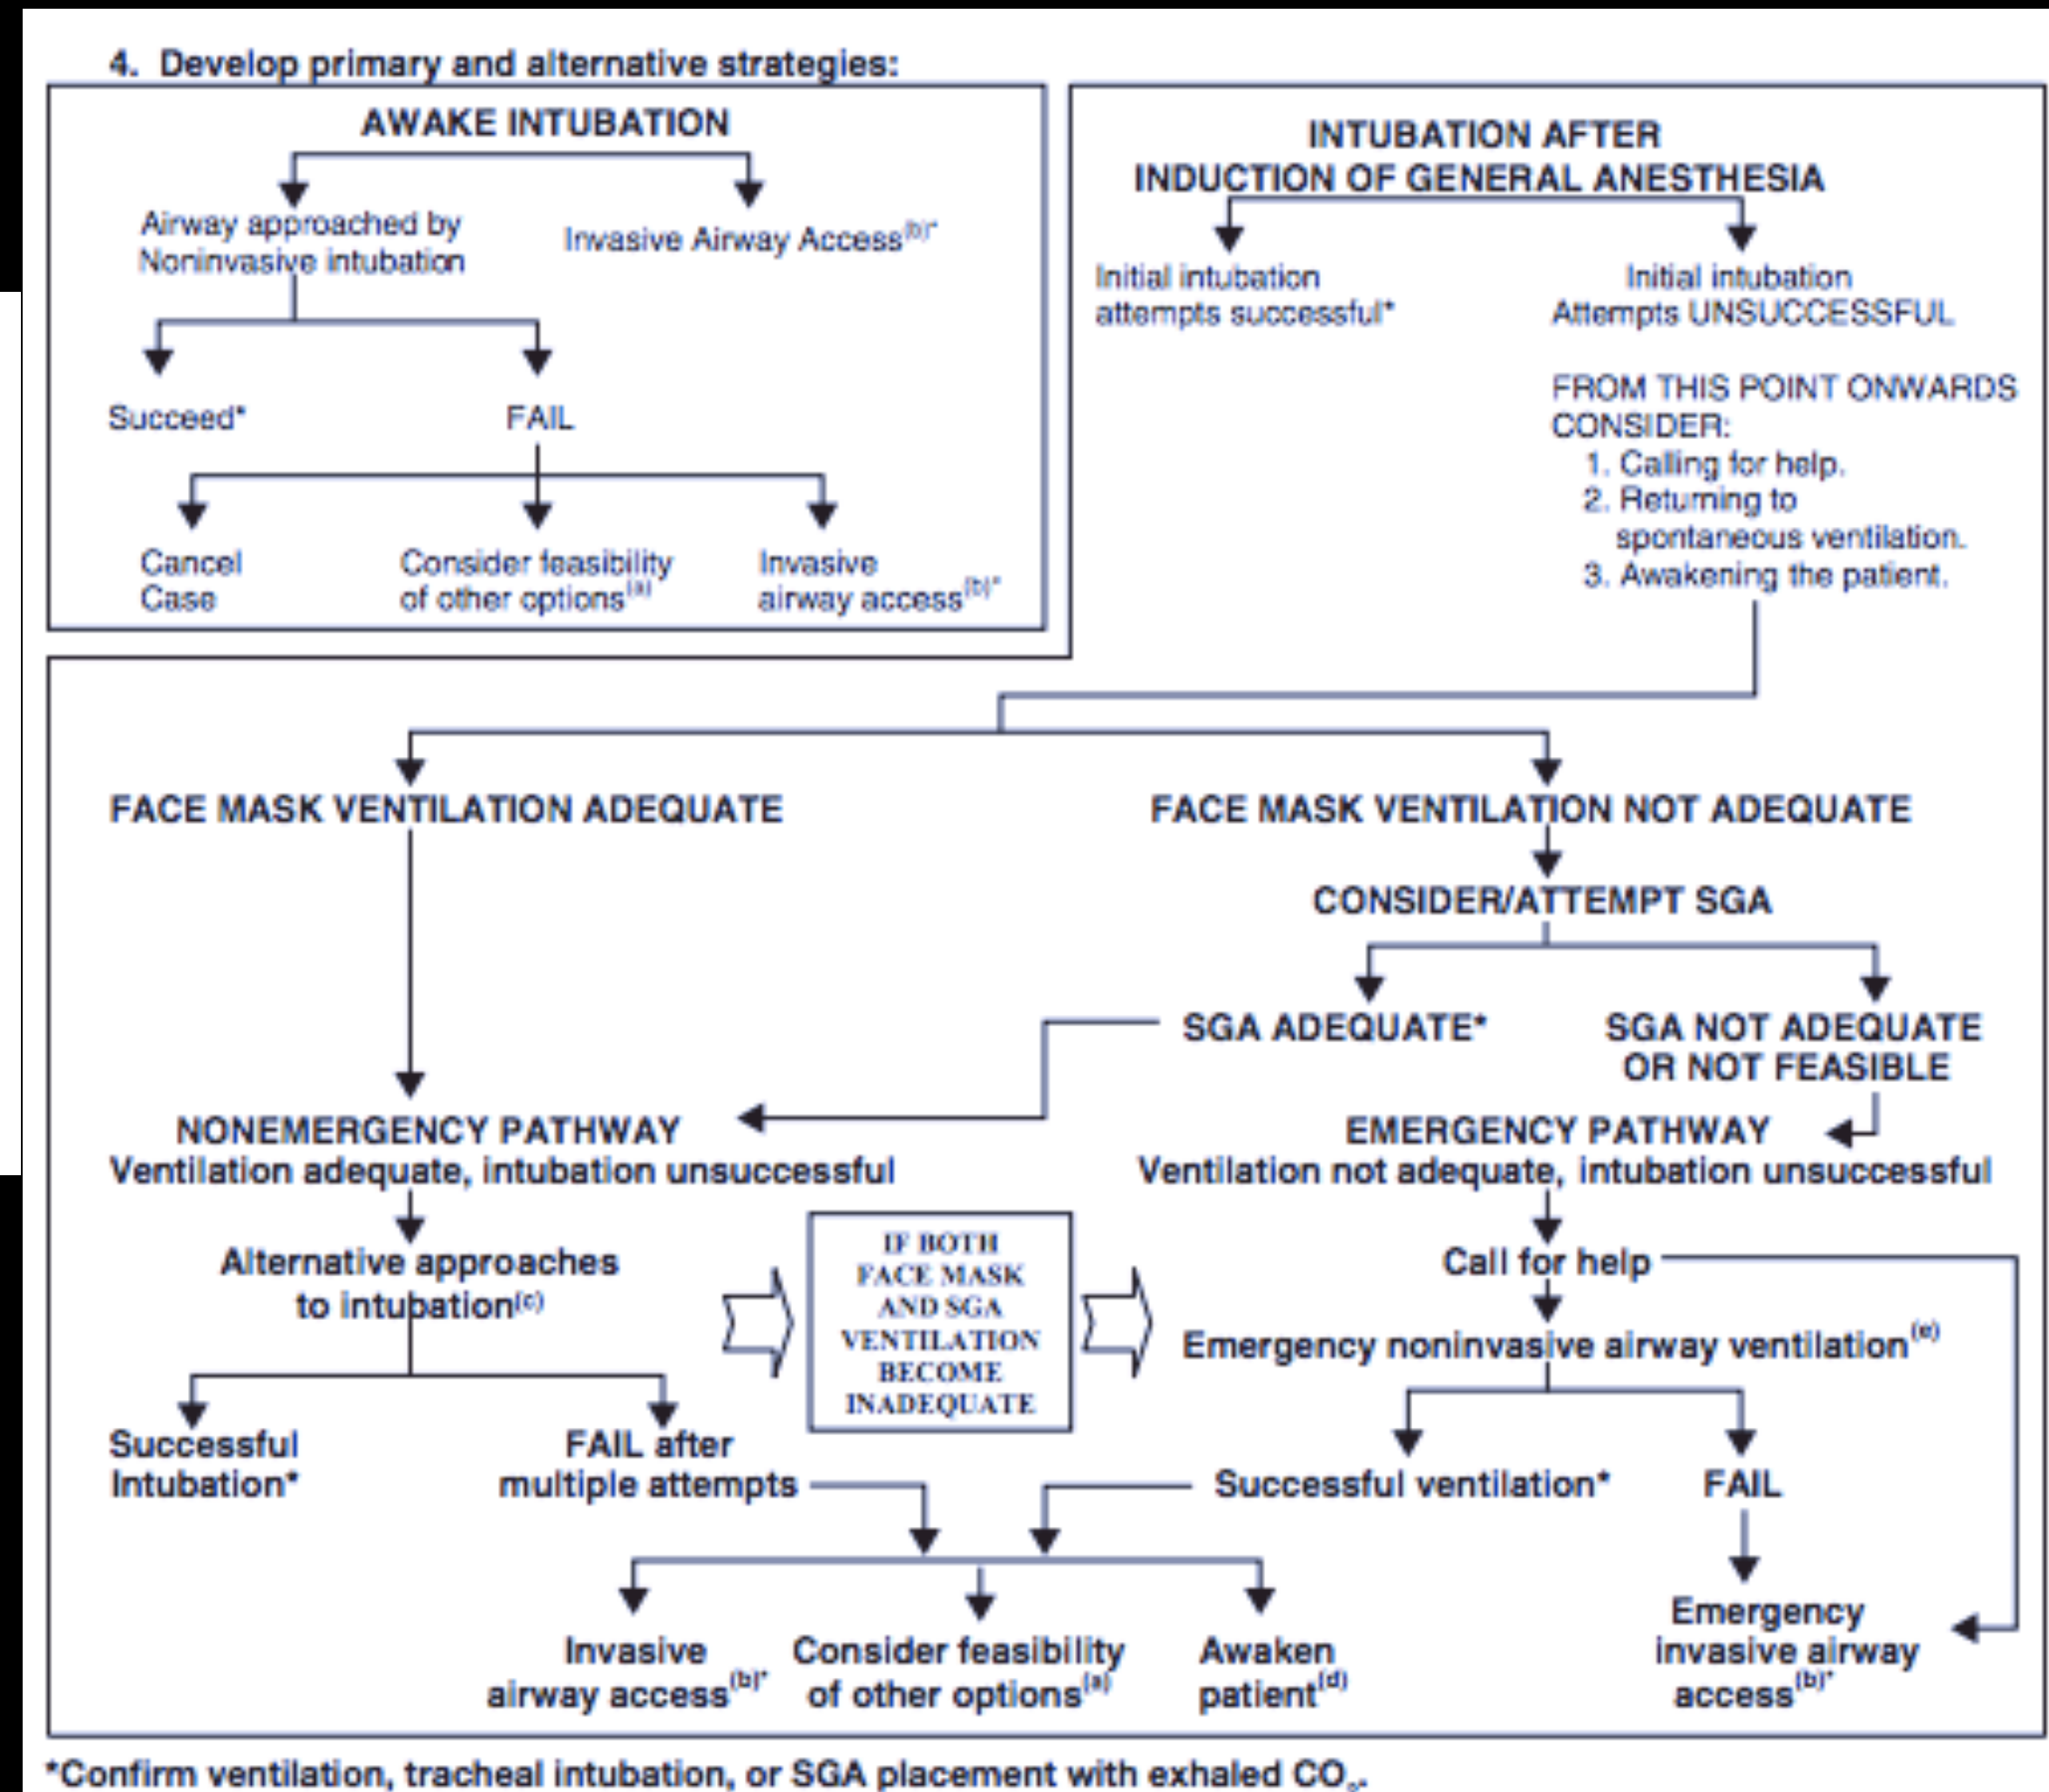 4. Develop primary and alternative strategies:
AWAKE INTUBATION
Airway approached by
Noninvasive intubation
Invasive Airway Access(b)*
Succeed*
FAIL
Cancel
Case
Consider feasibility
of other options(a)
Invasive
airway access(b)*
INTUBATION AFTER
INDUCTION OF GENERAL ANESTHESIA
Initial intubation
attempts successful*
Initial intubation
Attempts UNSUCCESSFUL
FROM THIS POINT ONWARDS
CONSIDER:
1. Calling for help.
2. Returning to
spontaneous ventilation.
3. Awakening the patient.
FACE MASK VENTILATION ADEQUATE
FACE MASK VENTILATION NOT ADEQUATE
CONSIDER/ATTEMPT SGA
SGA ADEQUATE*
SGA NOT ADEQUATE
OR NOT FEASIBLE
NONEMERGENCY PATHWAY
Ventilation adequate, intubation unsuccessful
EMERGENCY PATHWAY
Ventilation not adequate, intubation unsuccessful
Alternative approaches
to intubation(c)
IF BOTH
FACE MASK
AND SGA
VENTILATION
BECOME
INADEQUATE
Call for help
Emergency noninvasive airway ventilation(e)
Successful
Intubation*
FAIL after
multiple attempts
Successful ventilation*
FAIL
Invasive
airway access(b)*
Consider feasibility
of other options(a)
Awaken
patient(d)
Emergency
invasive airway
access(b)*
*Confirm ventilation, tracheal intubation, or SGA placement with exhaled CO₂.